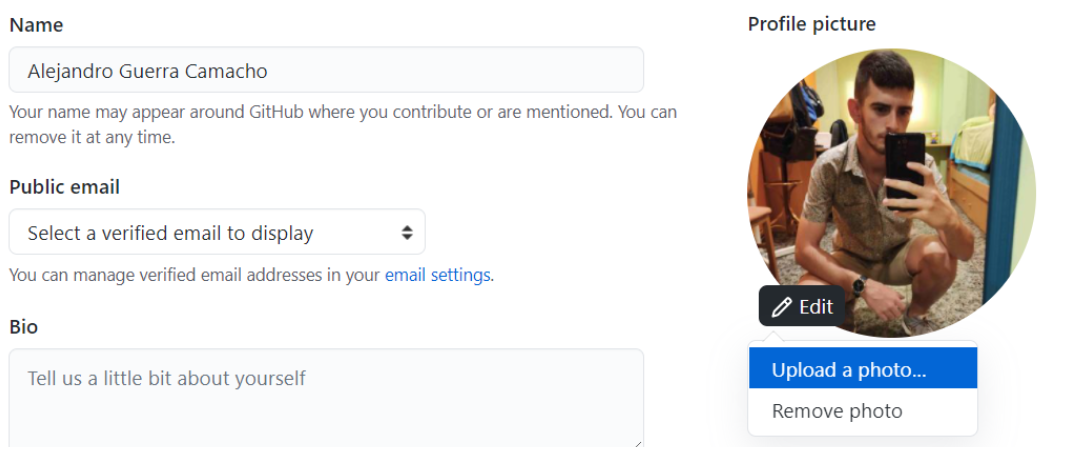 Name
Alejandro Guerra Camacho
Your name may appear around GitHub where you contribute or are mentioned. You can
remove it at any time.
Public email
Select a verified email to display
You can manage verified email addresses in your email settings.
Bio
Tell us a little bit about yourself
Profile picture
Edit
Upload a photo...
Remove photo